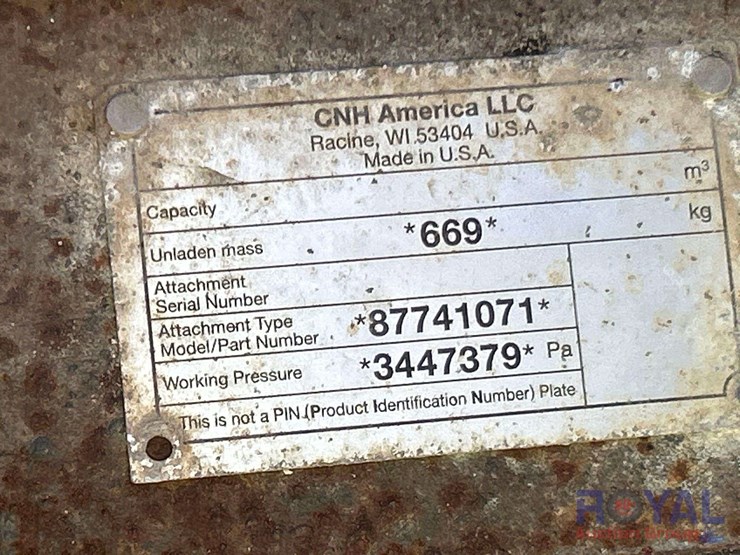 CNH America LLC
Racine, WI 53404 U.S.A.
Made in U.S.A.
Capacity m³
Unladen mass *669* kg
Attachment
Serial Number
Attachment Type
Model/Part Number *87741071*
Working Pressure *3447379* Pa
This is not a PIN (Product Identification Number) Plate
ROYAL